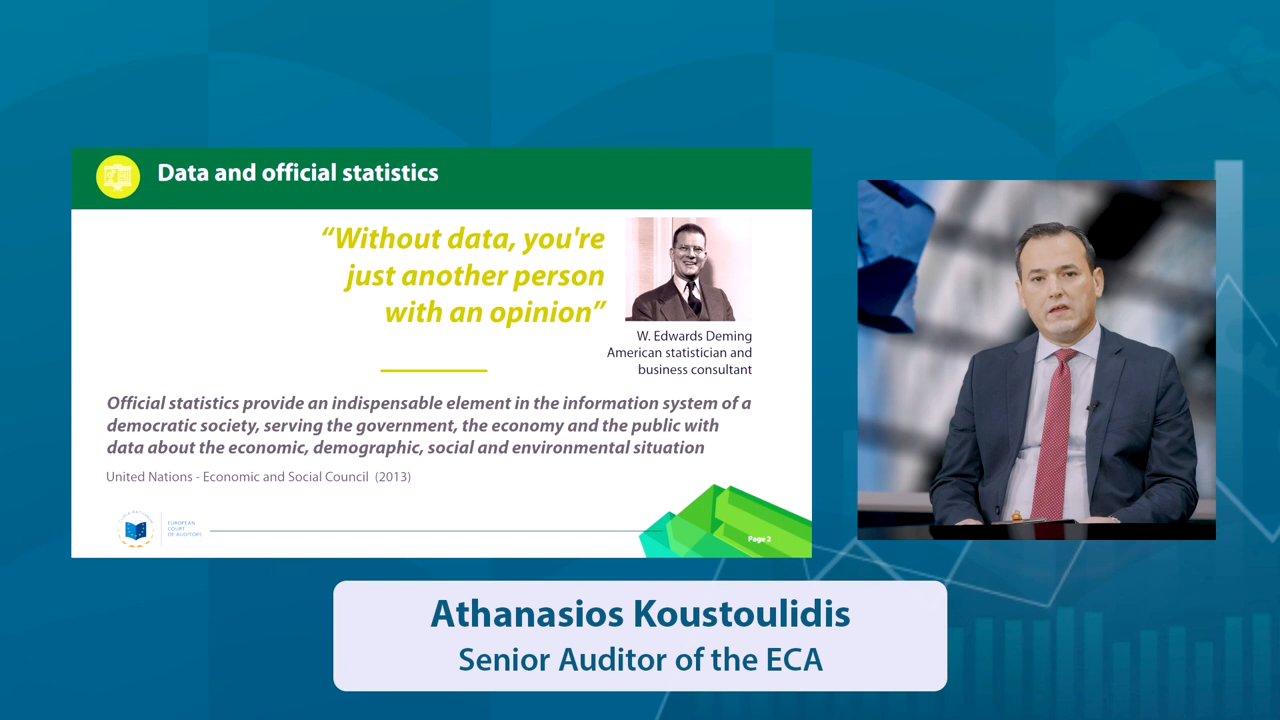 Data and official statistics
“Without data, you're
just another person
with an opinion”
W. Edwards Deming
American statistician and
business consultant
Official statistics provide an indispensable element in the information system of a
democratic society, serving the government, the economy and the public with
data about the economic, demographic, social and environmental situation
United Nations - Economic and Social Council (2013)
EUROPEAN
COURT
OF AUDITORS
Page 2
Athanasios Koustoulidis
Senior Auditor of the ECA